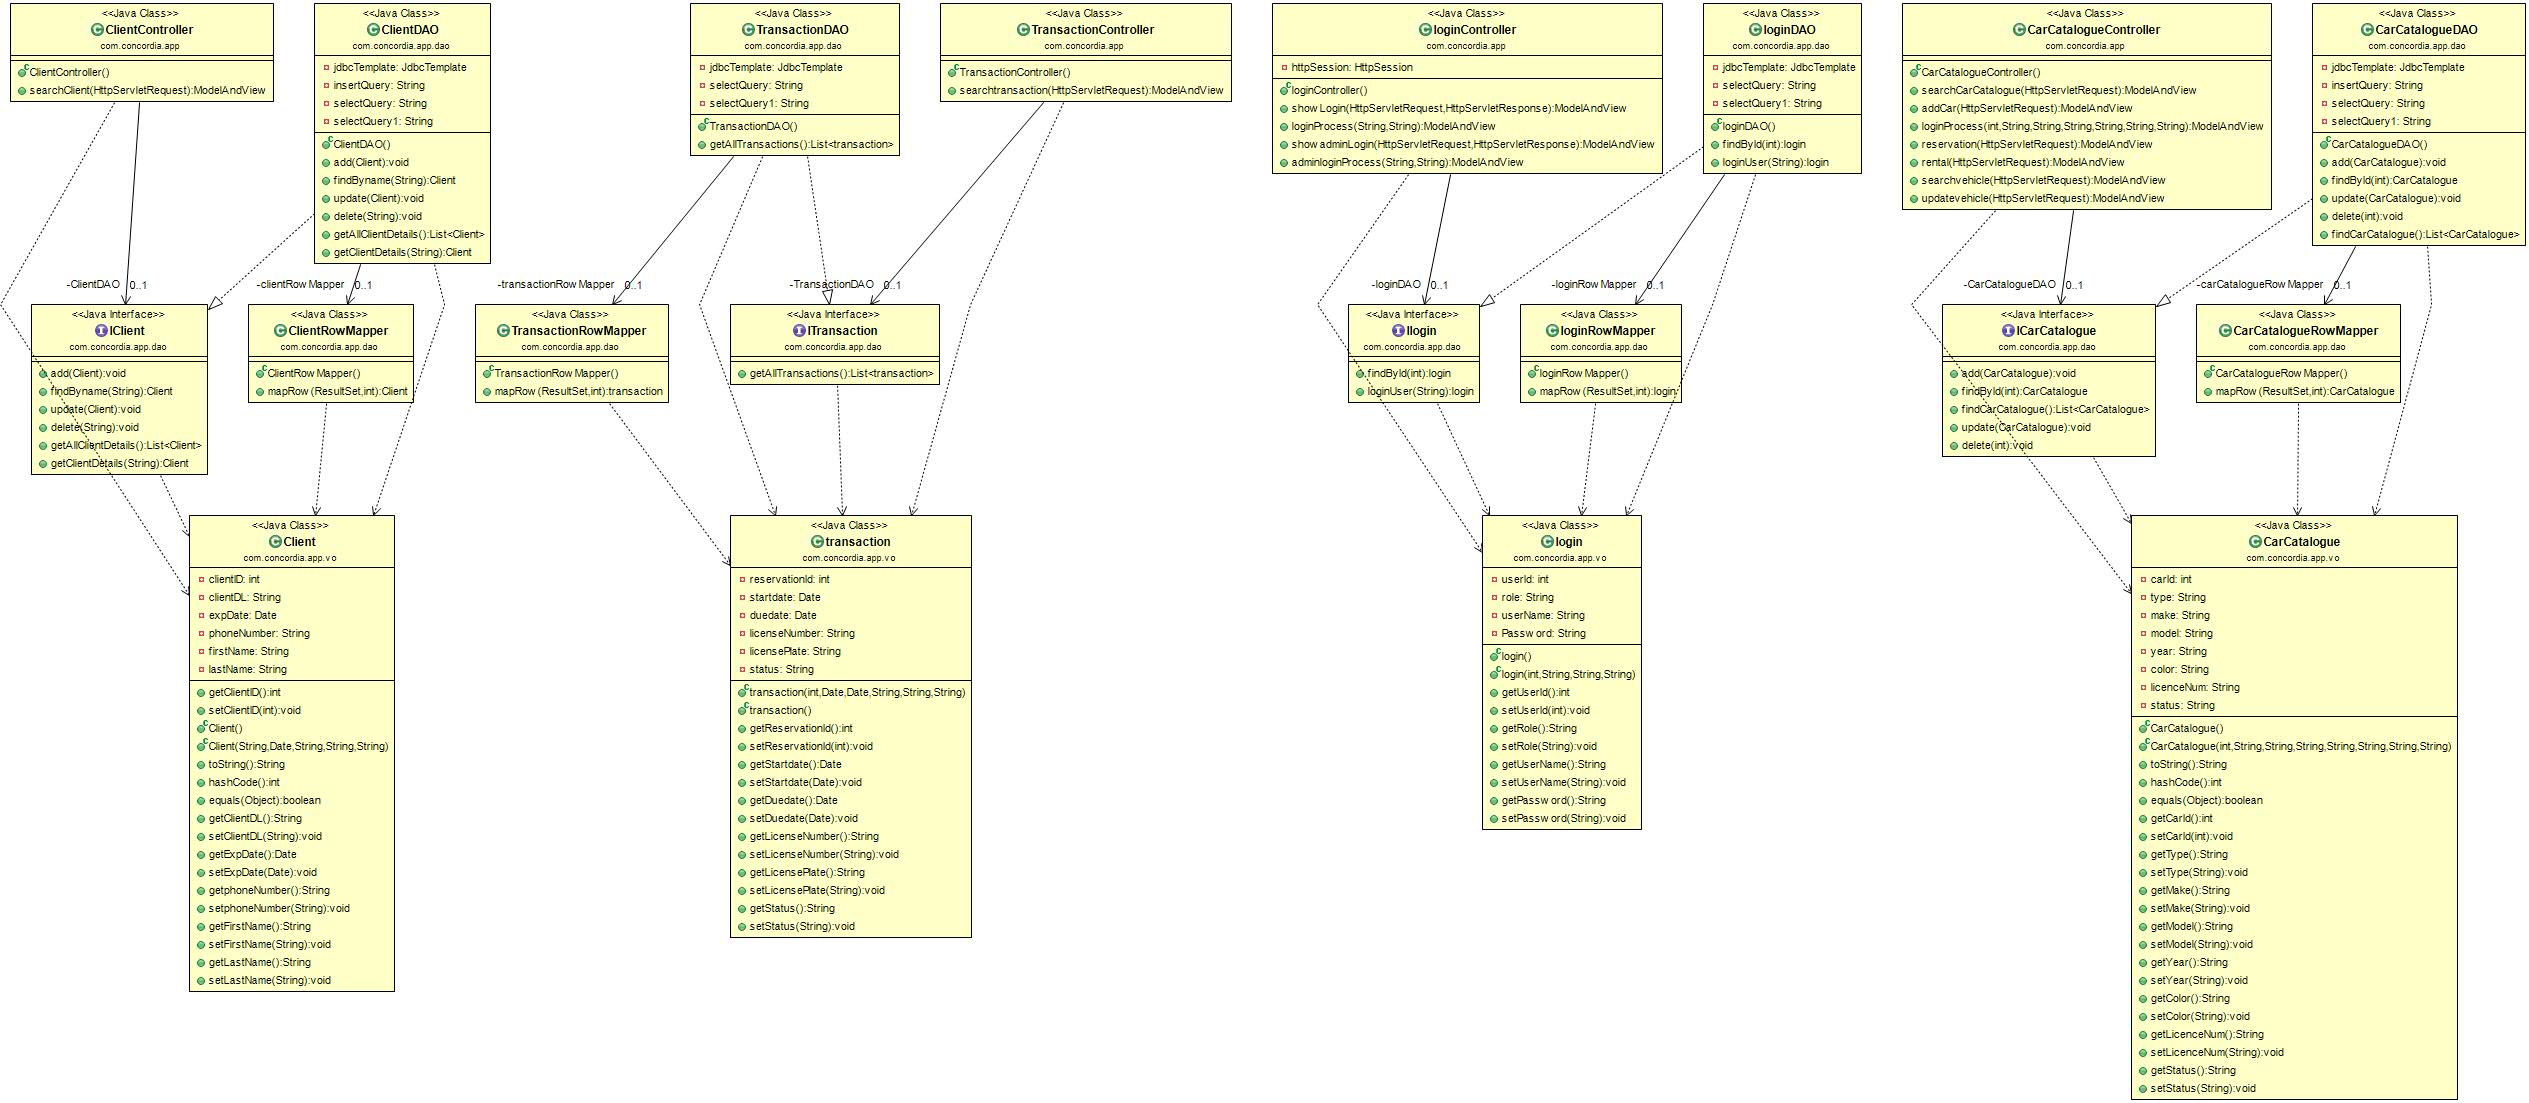 <<Java Class>>
ClientController
com.concordia.app
ClientController()
searchClient(HttpServletRequest):ModelAndView
<<Java Class>>
ClientDAO
com.concordia.app.dao
jdbcTemplate: JdbcTemplate
insertQuery: String
selectQuery: String
selectQuery1: String
ClientDAO()
add(Client):void
findByname(String):Client
update(Client):void
delete(String):void
getAllClientDetails():List<Client>
getClientDetails(String):Client
<<Java Class>>
TransactionDAO
com.concordia.app.dao
jdbcTemplate: JdbcTemplate
selectQuery: String
selectQuery1: String
TransactionDAO()
getAllTransactions():List<transaction>
<<Java Class>>
TransactionController
com.concordia.app
TransactionController()
searchtransaction(HttpServletRequest):ModelAndView
<<Java Class>>
loginController
com.concordia.app
httpSession: HttpSession
loginController()
show Login(HttpServletRequest,HttpServletResponse):ModelAndView
loginProcess(String,String):ModelAndView
show adminLogin(HttpServletRequest,HttpServletResponse):ModelAndView
adminloginProcess(String,String):ModelAndView
<<Java Class>>
loginDAO
com.concordia.app.dao
jdbcTemplate: JdbcTemplate
selectQuery: String
selectQuery1: String
loginDAO()
findById(int):login
loginUser(String):login
<<Java Class>>
CarCatalogueController
com.concordia.app
CarCatalogueController()
searchCarCatalogue(HttpServletRequest):ModelAndView
addCar(HttpServletRequest):ModelAndView
loginProcess(int,String,String,String,String,String,String):ModelAndView
reservation(HttpServletRequest):ModelAndView
rental(HttpServletRequest):ModelAndView
searchvehicle(HttpServletRequest):ModelAndView
updatevehicle(HttpServletRequest):ModelAndView
<<Java Class>>
CarCatalogueDAO
com.concordia.app.dao
jdbcTemplate: JdbcTemplate
insertQuery: String
selectQuery: String
selectQuery1: String
CarCatalogueDAO()
add(CarCatalogue):void
findById(int):CarCatalogue
update(CarCatalogue):void
delete(int):void
findCarCatalogue():List<CarCatalogue>
-ClientDAO 0..1
-clientRow Mapper 0..1
-transactionRow Mapper 0..1
-TransactionDAO 0..1
-loginDAO 0..1
-loginRow Mapper 0..1
-CarCatalogueDAO 0..1
-carCatalogueRow Mapper 0..1
<<Java Interface>>
IClient
com.concordia.app.dao
add(Client):void
findByname(String):Client
update(Client):void
delete(String):void
getAllClientDetails():List<Client>
getClientDetails(String):Client
<<Java Class>>
ClientRowMapper
com.concordia.app.dao
ClientRow Mapper()
mapRow (ResultSet,int):Client
<<Java Class>>
TransactionRowMapper
com.concordia.app.dao
TransactionRow Mapper()
mapRow (ResultSet,int):transaction
<<Java Interface>>
ITransaction
com.concordia.app.dao
getAllTransactions():List<transaction>
<<Java Interface>>
Ilogin
com.concordia.app.dao
findById(int):login
loginUser(String):login
<<Java Class>>
loginRowMapper
com.concordia.app.dao
loginRow Mapper()
mapRow (ResultSet,int):login
<<Java Interface>>
ICarCatalogue
com.concordia.app.dao
add(CarCatalogue):void
findById(int):CarCatalogue
findCarCatalogue():List<CarCatalogue>
update(CarCatalogue):void
delete(int):void
<<Java Class>>
CarCatalogueRowMapper
com.concordia.app.dao
CarCatalogueRow Mapper()
mapRow (ResultSet,int):CarCatalogue
<<Java Class>>
Client
com.concordia.app.vo
clientID: int
clientDL: String
expDate: Date
phoneNumber: String
firstName: String
lastName: String
getClientID():int
setClientID(int):void
Client()
Client(String,Date,String,String,String)
toString():String
hashCode():int
equals(Object):boolean
getClientDL():String
setClientDL(String):void
getExpDate():Date
setExpDate(Date):void
getphoneNumber():String
setphoneNumber(String):void
getFirstName():String
setFirstName(String):void
getLastName():String
setLastName(String):void
<<Java Class>>
transaction
com.concordia.app.vo
reservationId: int
startdate: Date
duedate: Date
licenseNumber: String
licensePlate: String
status: String
transaction(int,Date,Date,String,String,String)
transaction()
getReservationId():int
setReservationId(int):void
getStartdate():Date
setStartdate(Date):void
getDuedate():Date
setDuedate(Date):void
getLicenseNumber():String
setLicenseNumber(String):void
getLicensePlate():String
setLicensePlate(String):void
getStatus():String
setStatus(String):void
<<Java Class>>
login
com.concordia.app.vo
userId: int
role: String
userName: String
Passw ord: String
login()
login(int,String,String,String)
getUserId():int
setUserId(int):void
getRole():String
setRole(String):void
getUserName():String
setUserName(String):void
getPassw ord():String
setPassw ord(String):void
<<Java Class>>
CarCatalogue
com.concordia.app.vo
carId: int
type: String
make: String
model: String
year: String
color: String
licenceNum: String
status: String
CarCatalogue()
CarCatalogue(int,String,String,String,String,String,String,String)
toString():String
hashCode():int
equals(Object):boolean
getCarId():int
setCarId(int):void
getType():String
setType(String):void
getMake():String
setMake(String):void
getModel():String
setModel(String):void
getYear():String
setYear(String):void
getColor():String
setColor(String):void
getLicenceNum():String
setLicenceNum(String):void
getStatus():String
setStatus(String):void